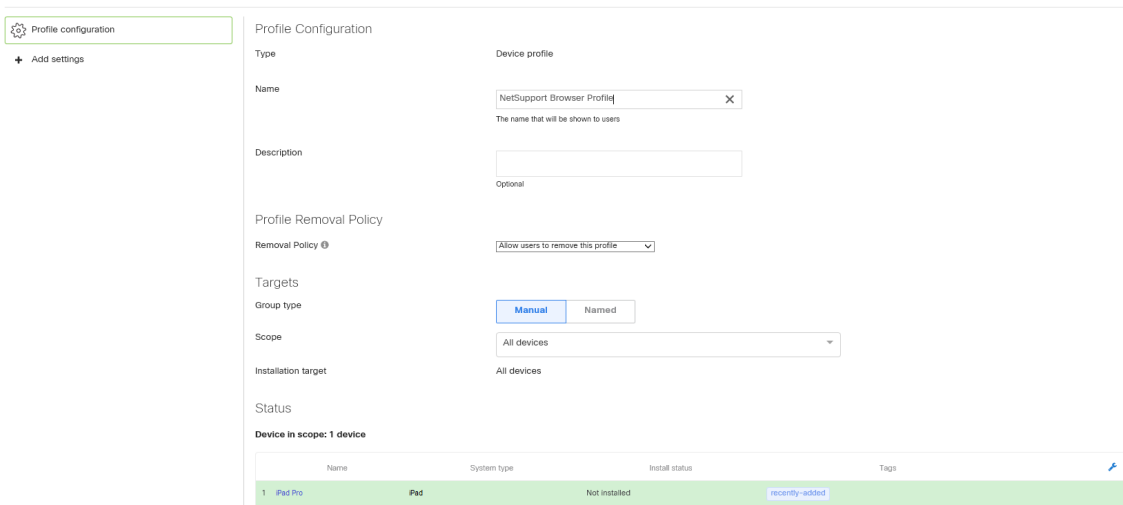 Profile configuration
Add settings
Profile Configuration
Type Device profile
Name NetSupport Browser Profile
The name that will be shown to users
Description
Optional
Profile Removal Policy
Removal Policy Allow users to remove this profile
Targets
Group type Manual Named
Scope All devices
Installation target All devices
Status
Device in scope: 1 device
Name System type Install status Tags
1 iPad Pro iPad Not installed recently-added